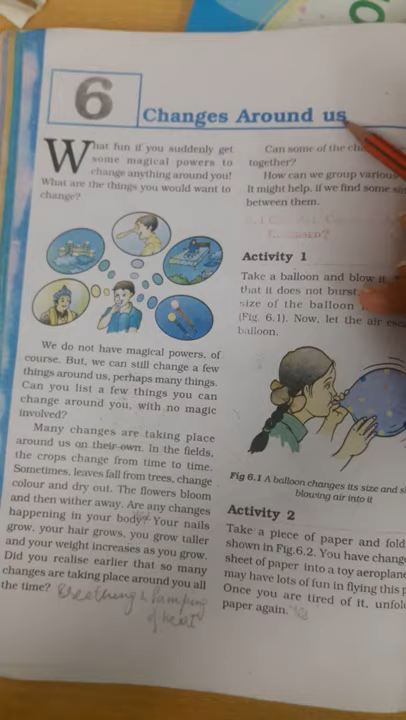 6
Changes Around us
What fun if you suddenly get
some magical powers to
change anything around you!
What are the things you would want to
change?
We do not have magical powers, of
course. But, we can still change a few
things around us, perhaps many things.
Can you list a few things you can
change around you, with no magic
involved?
Many changes are taking place
around us on their own. In the fields,
the crops change from time to time.
Sometimes, leaves fall from trees, change
colour and dry out. The flowers bloom
and then wither away. Are any changes
happening in your body? Your nails
grow, your hair grows, you grow taller
and your weight increases as you grow.
Did you realise earlier that so many
changes are taking place around you all
the time? Breathing & Pumping
of heart
Can some of the
together?
How can we group various
It might help, if we find some
between them.
Activity 1
Take a balloon and blow it.
that it does not burst.
size of the balloon
(Fig. 6.1). Now, let the air
balloon.
Fig 6.1 A balloon changes its size and
blowing air into it
Activity 2
Take a piece of paper and fold
shown in Fig.6.2. You have
sheet of paper into a toy
may have lots of fun in flying this
Once you are tired of it,
paper again.